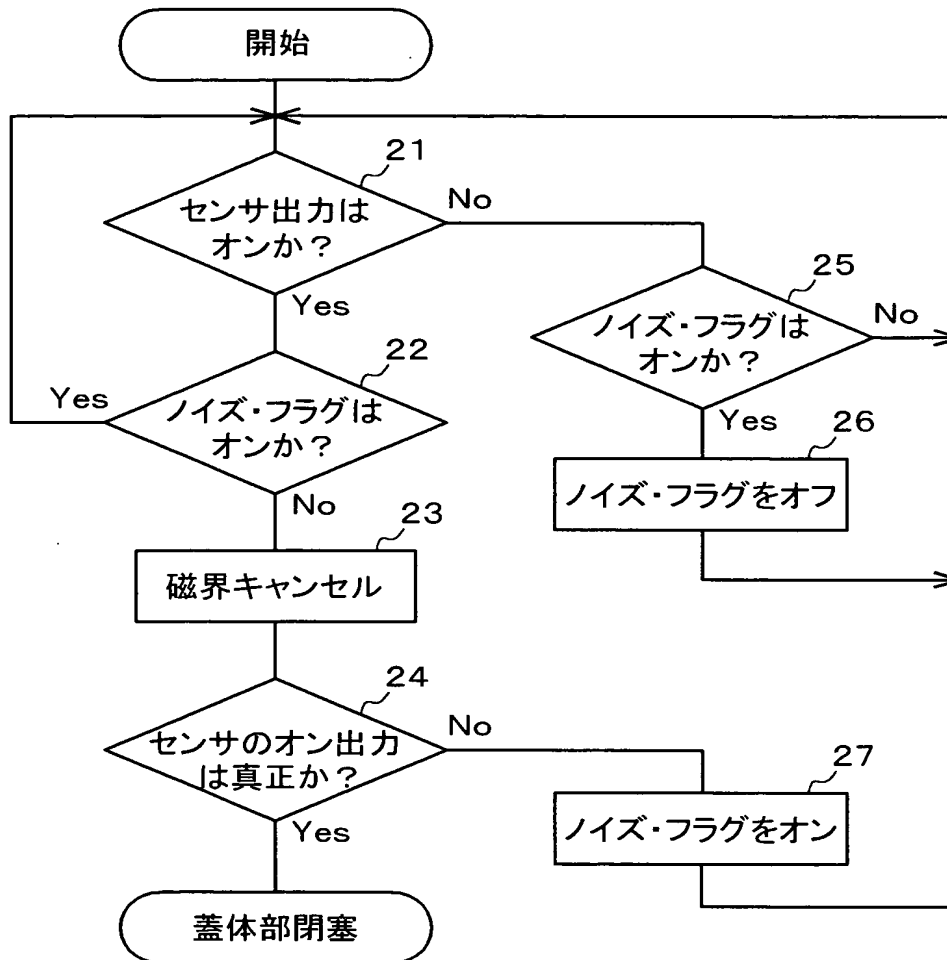 開始
21
センサ出力は
オンか？
No
Yes
25
ノイズ・フラグは
オンか？
No
Yes
22
ノイズ・フラグは
オンか？
Yes
No
26
ノイズ・フラグをオフ
23
磁界キャンセル
24
センサのオン出力
は真正か？
No
Yes
27
ノイズ・フラグをオン
蓋体部閉塞